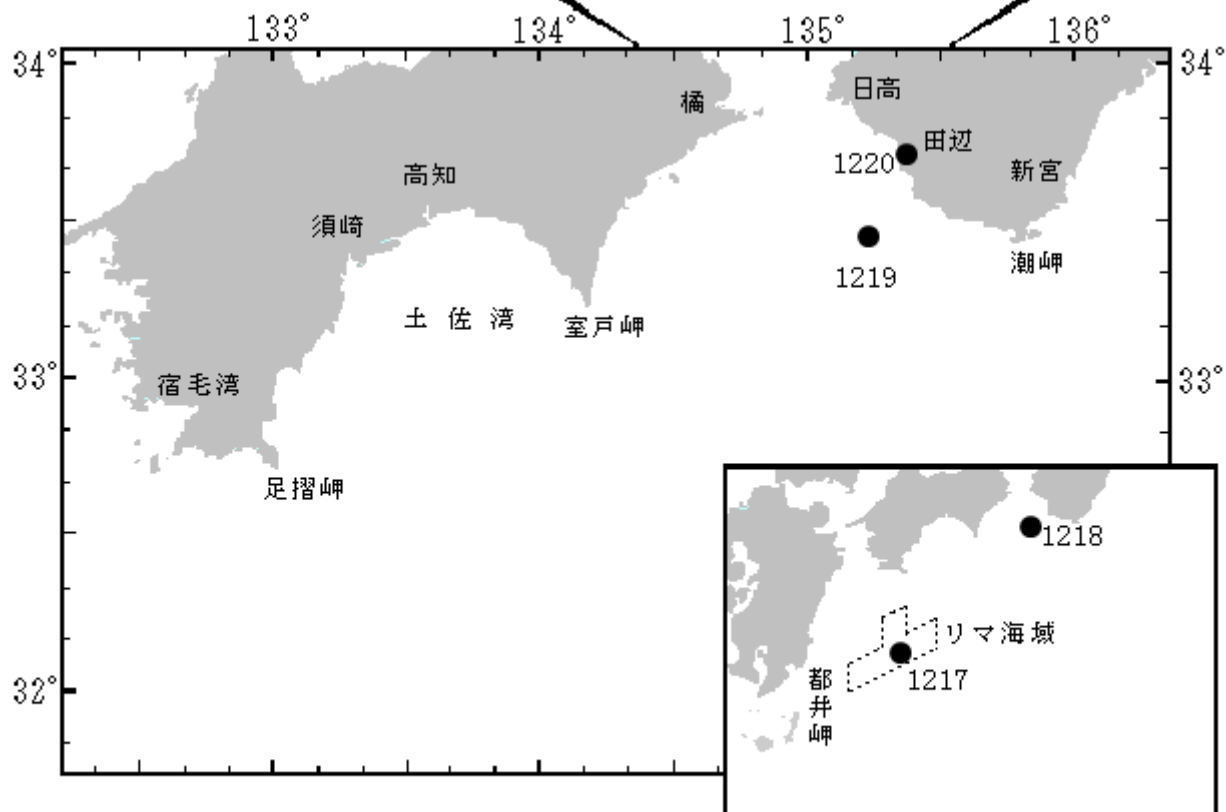 133° 134° 135° 136°
34° 34°
日高
橘
田辺
1220
新宮
高知
須崎
潮岬
1219
土佐湾 室戸岬
33° 33°
宿毛湾
足摺岬
1218
リマ海域
1217
都井岬
32°